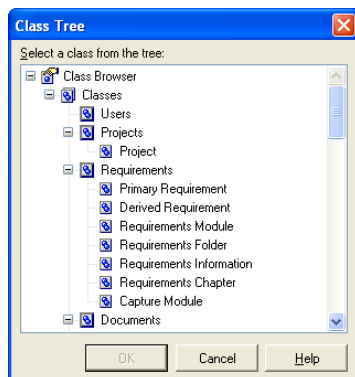 Class Tree
Select a class from the tree:
Class Browser
Classes
Users
Projects
Project
Requirements
Primary Requirement
Derived Requirement
Requirements Module
Requirements Folder
Requirements Information
Requirements Chapter
Capture Module
Documents
OK Cancel Help